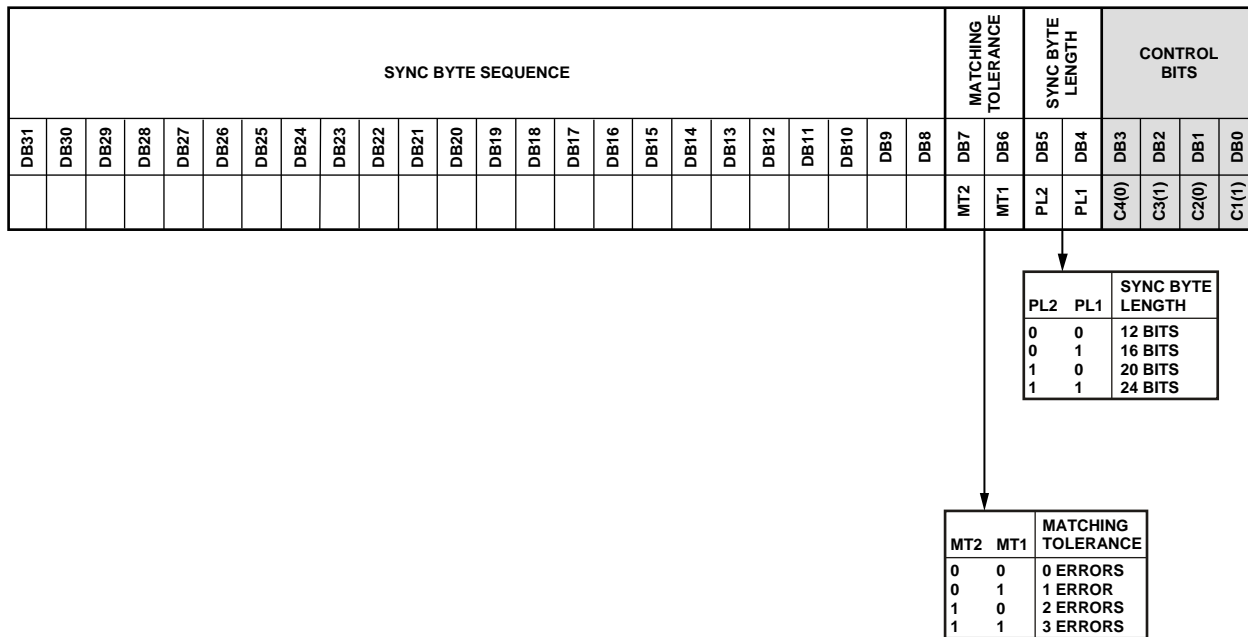 SYNC BYTE SEQUENCE
MATCHING
TOLERANCE
SYNC BYTE
LENGTH
CONTROL
BITS
DB31 DB30 DB29 DB28 DB27 DB26 DB25 DB24 DB23 DB22 DB21 DB20 DB19 DB18 DB17 DB16 DB15 DB14 DB13 DB12 DB11 DB10 DB9 DB8 DB7 DB6 DB5 DB4 DB3 DB2 DB1 DB0
MT2 MT1 PL2 PL1 C4(0) C3(1) C2(0) C1(1)
PL2 PL1 SYNC BYTE
LENGTH
0 0 12 BITS
0 1 16 BITS
1 0 20 BITS
1 1 24 BITS
MT2 MT1 MATCHING
TOLERANCE
0 0 0 ERRORS
0 1 1 ERROR
1 0 2 ERRORS
1 1 3 ERRORS